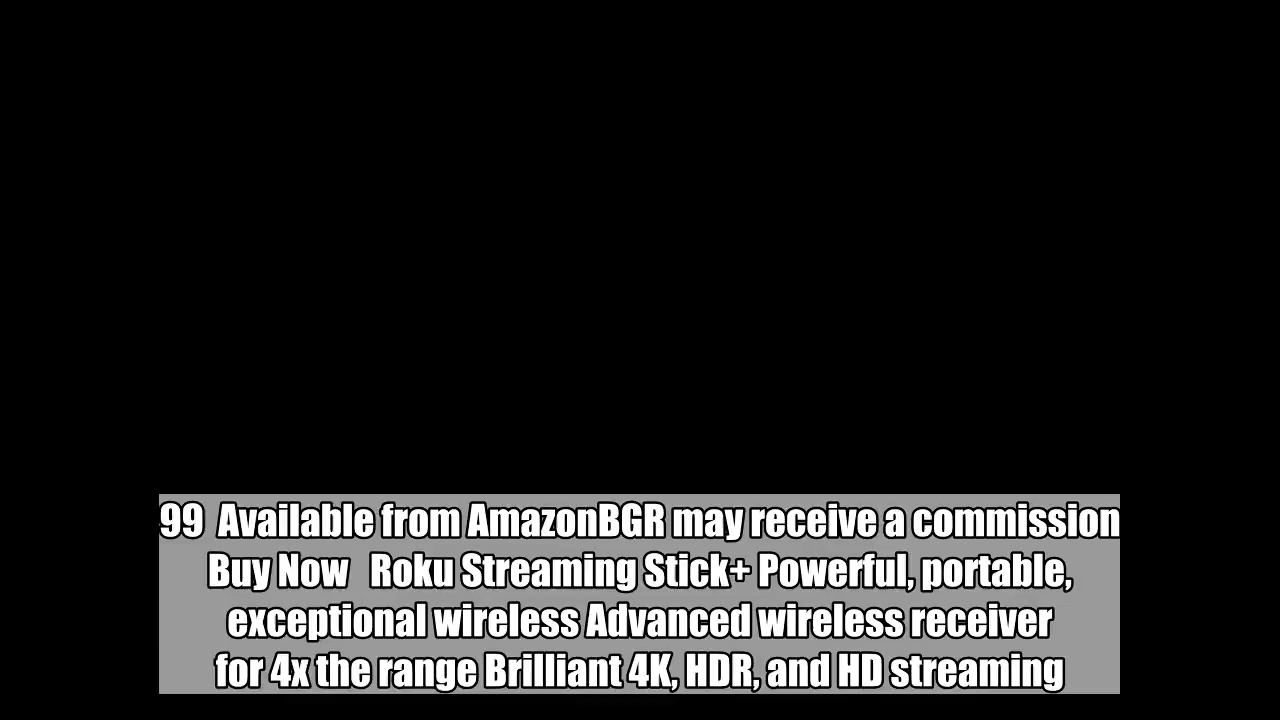 99  Available from AmazonBGR may receive a commission
Buy Now   Roku Streaming Stick+ Powerful, portable,
exceptional wireless Advanced wireless receiver
for 4x the range Brilliant 4K, HDR, and HD streaming